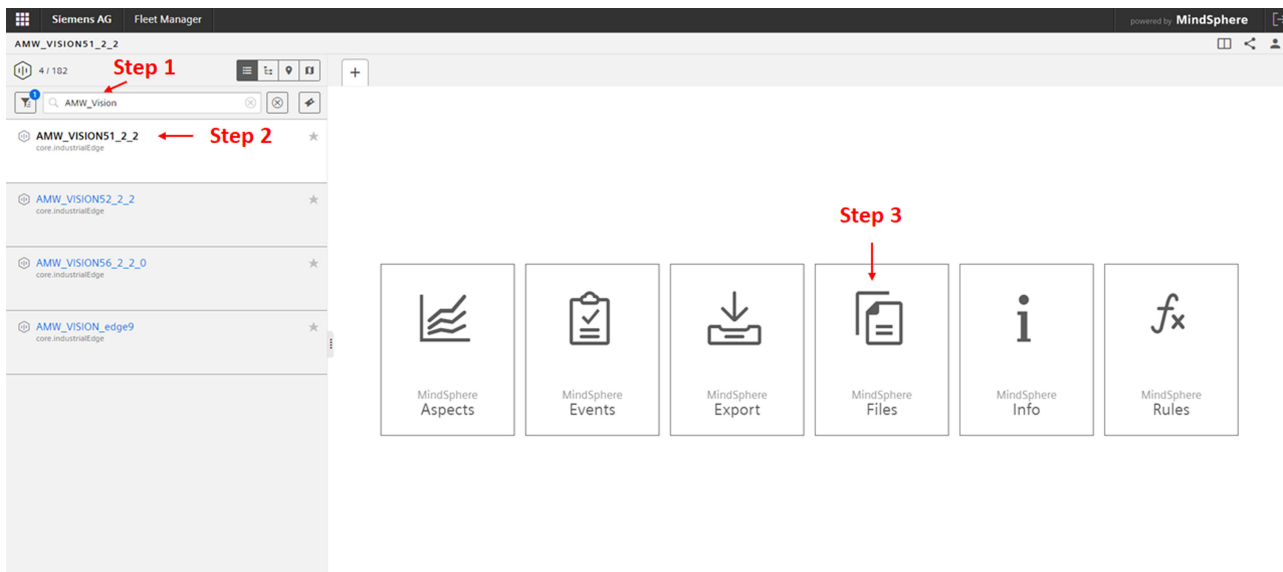 Siemens AG Fleet Manager powered by MindSphere
AMW_VISION51_2_2
4 / 182 Step 1
1
AMW_Vision
AMW_VISION51_2_2 Step 2
core.industrialEdge
AMW_VISION52_2_2
core.industrialEdge
AMW_VISION56_2_2_0
core.industrialEdge
AMW_VISION_edge9
core.industrialEdge
+
Step 3
MindSphere
Aspects
MindSphere
Events
MindSphere
Export
MindSphere
Files
i
MindSphere
Info
fx
MindSphere
Rules